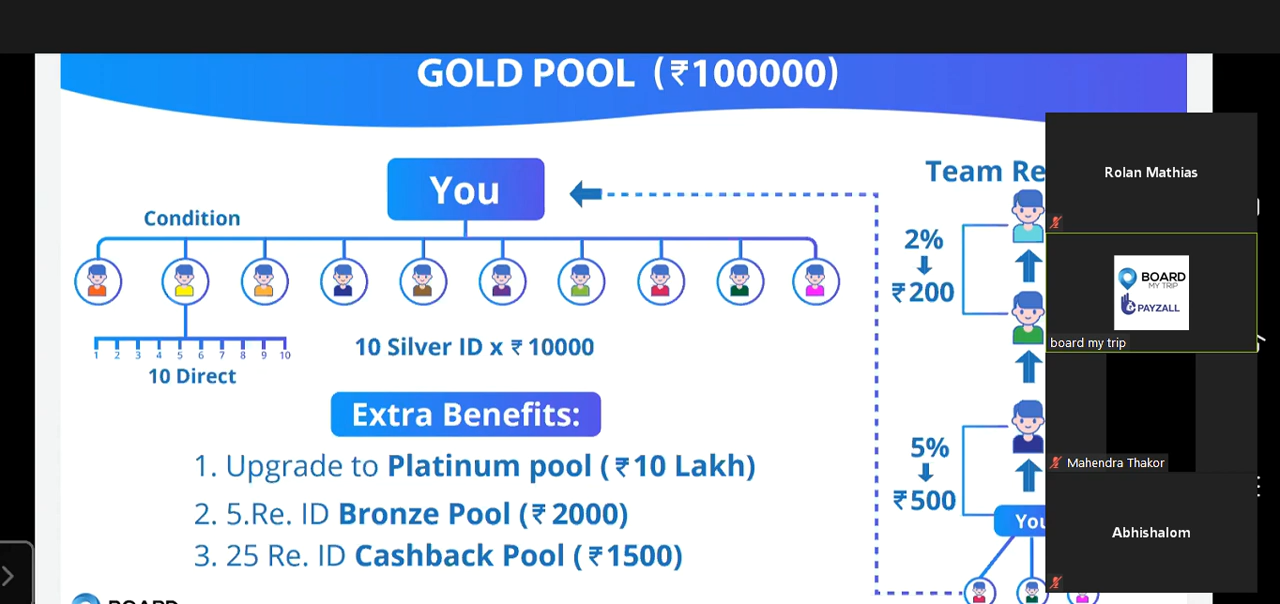 GOLD POOL (₹100000)
You
Condition
1 2 3 4 5 6 7 8 9 10
10 Direct
10 Silver ID x ₹ 10000
Extra Benefits:
1. Upgrade to Platinum pool (₹10 Lakh)
2. 5.Re. ID Bronze Pool (₹ 2000)
3. 25 Re. ID Cashback Pool (₹1500)
Team Re
2%
₹200
5%
₹500
You
Rolan Mathias
BOARD
MY TRIP
PAYZALL
board my trip
Mahendra Thakor
Abhishalom
BOARD